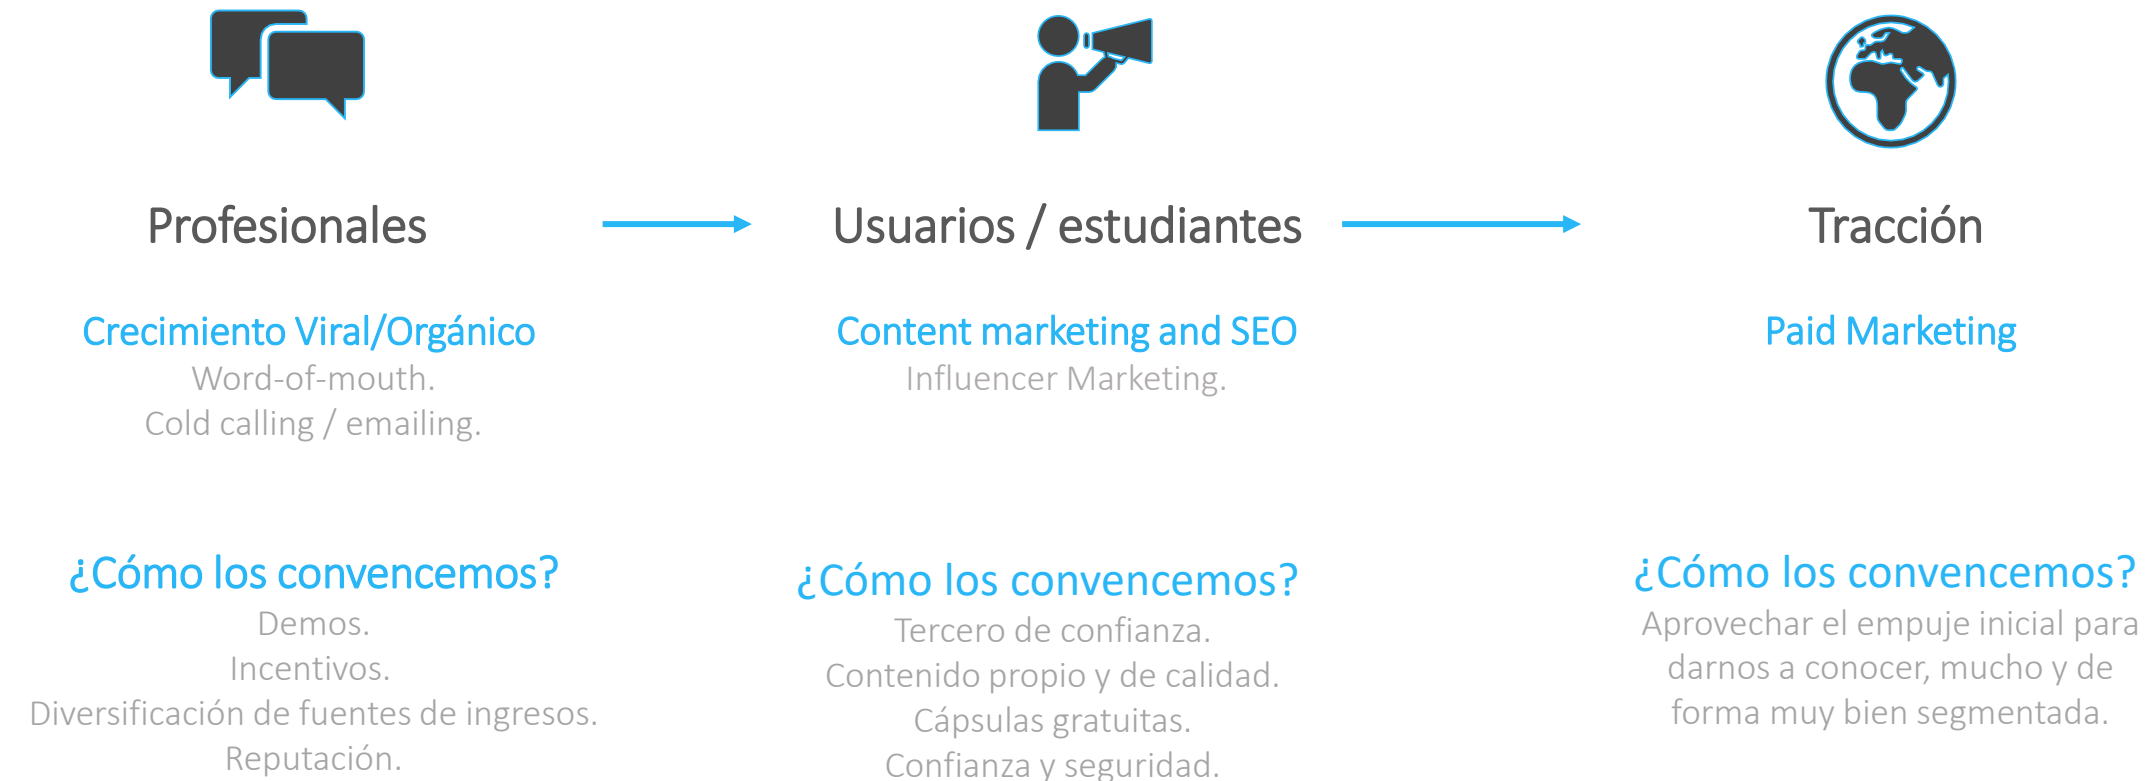 Profesionales
Crecimiento Viral/Orgánico
Word-of-mouth.
Cold calling / emailing.
¿Cómo los convencemos?
Demos.
Incentivos.
Diversificación de fuentes de ingresos.
Reputación.
Usuarios / estudiantes
Content marketing and SEO
Influencer Marketing.
¿Cómo los convencemos?
Tercero de confianza.
Contenido propio y de calidad.
Cápsulas gratuitas.
Confianza y seguridad.
Tracción
Paid Marketing
¿Cómo los convencemos?
Aprovechar el empuje inicial para
darnos a conocer, mucho y de
forma muy bien segmentada.